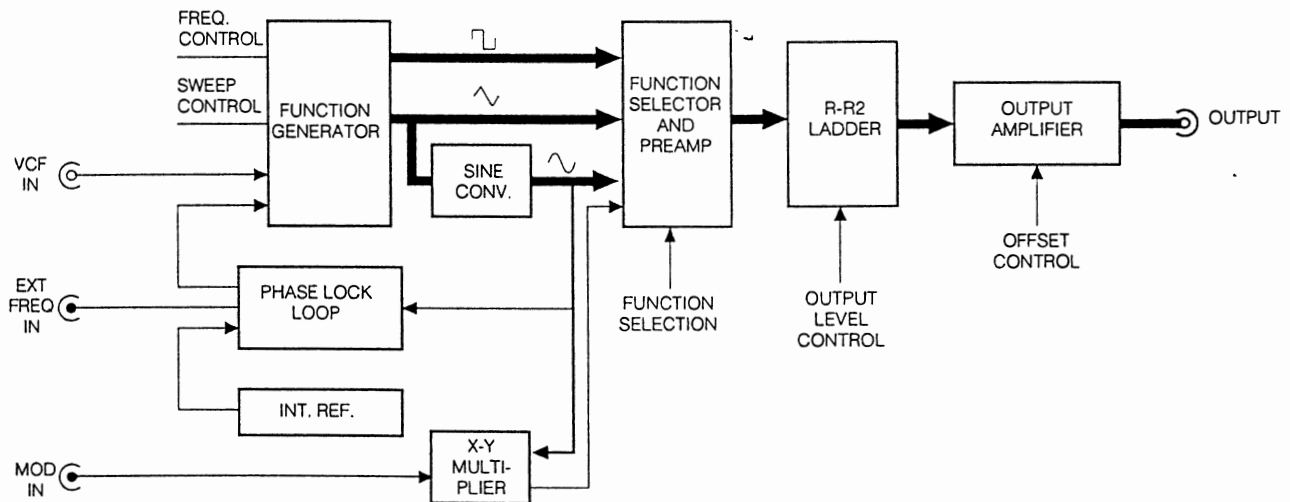 FREQ.
CONTROL
SWEEP
CONTROL
FUNCTION
GENERATOR
SINE
CONV.
FUNCTION
SELECTOR
AND
PREAMP
R-R2
LADDER
OUTPUT
AMPLIFIER
OUTPUT
VCF
IN
EXT
FREQ
IN
PHASE LOCK
LOOP
FUNCTION
SELECTION
OUTPUT
LEVEL
CONTROL
OFFSET
CONTROL
INT. REF.
MOD
IN
X-Y
MULTI-
PLIER